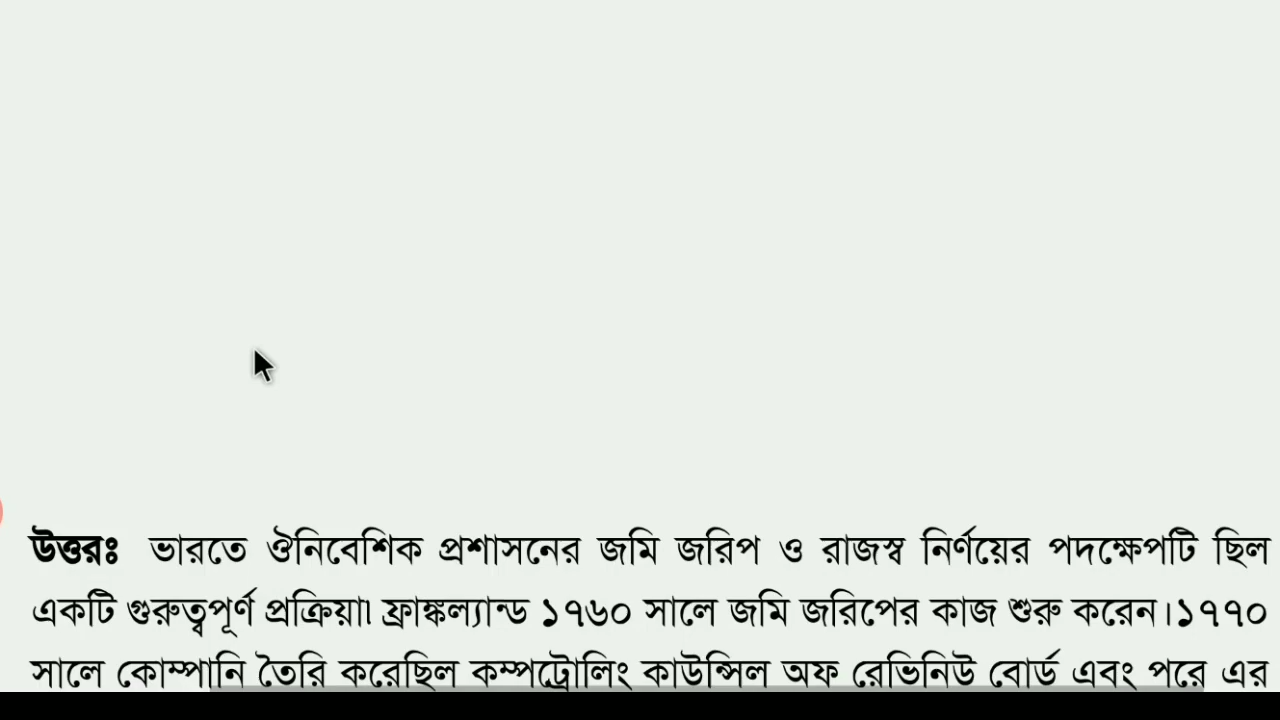 উত্তরঃ ভারতে ঔনিবেশিক প্রশাসনের জমি জরিপ ও রাজস্ব নির্ণয়ের পদক্ষেপটি ছিল
একটি গুরুত্বপূর্ণ প্রক্রিয়া৷ ফ্রাঙ্কল্যান্ড ১৭৬০ সালে জমি জরিপের কাজ শুরু করেন।১৭৭০
সালে কোম্পানি তৈরি করেছিল কম্পট্রোলিং কাউন্সিল অফ রেভিনিউ বোর্ড এবং পরে এর